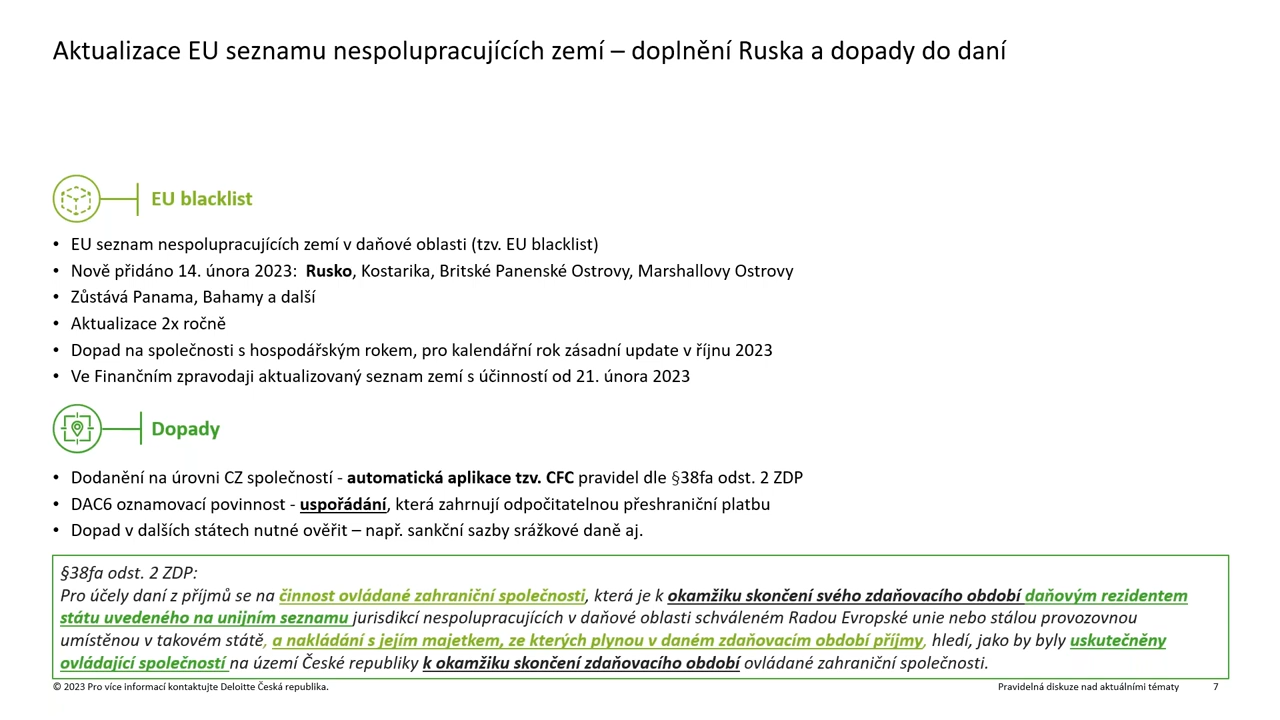 Aktualizace EU seznamu nespolupracujících zemí – doplnění Ruska a dopady do daní
EU blacklist
• EU seznam nespolupracujících zemí v daňové oblasti (tzv. EU blacklist)
• Nově přidáno 14. února 2023: Rusko, Kostarika, Britské Panenské Ostrovy, Marshallovy Ostrovy
• Zůstává Panama, Bahamy a další
• Aktualizace 2x ročně
• Dopad na společnosti s hospodářským rokem, pro kalendářní rok zásadní update v říjnu 2023
• Ve Finančním zpravodaji aktualizovaný seznam zemí s účinností od 21. února 2023
Dopady
• Dodanění na úrovni CZ společností - automatická aplikace tzv. CFC pravidel dle §38fa odst. 2 ZDP
• DAC6 oznamovací povinnost - uspořádání, která zahrnují odpočitatelnou přeshraniční platbu
• Dopad v dalších státech nutné ověřit – např. sankční sazby srážkové daně aj.
§38fa odst. 2 ZDP:
Pro účely daní z příjmů se na činnost ovládané zahraniční společnosti, která je k okamžiku skončení svého zdaňovacího období daňovým rezidentem
státu uvedeného na unijním seznamu jurisdikcí nespolupracujících v daňové oblasti schváleném Radou Evropské unie nebo stálou provozovnou
umístěnou v takovém státě, a nakládání s jejím majetkem, ze kterých plynou v daném zdaňovacím období příjmy, hledí, jako by byly uskutečněny
ovládající společností na území České republiky k okamžiku skončení zdaňovacího období ovládané zahraniční společnosti.
© 2023 Pro více informací kontaktujte Deloitte Česká republika.
Pravidelná diskuze nad aktuálními tématy 7